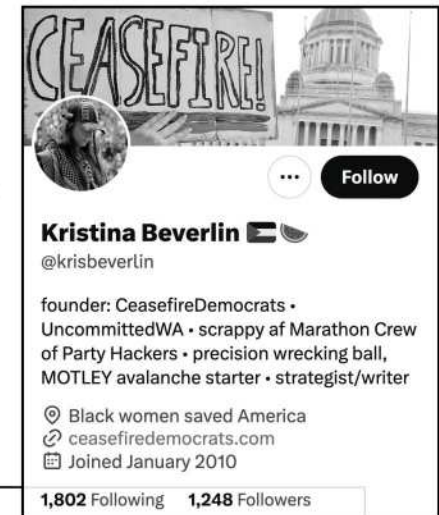 CEASEFIRE!
Follow
Kristina Beverlin 🇵🇸🍉
@krisbeverlin
founder: CeasefireDemocrats •
UncommittedWA • scrappy af Marathon Crew
of Party Hackers • precision wrecking ball,
MOTLEY avalanche starter • strategist/writer
Black women saved America
ceasefiredemocrats.com
Joined January 2010
1,802 Following 1,248 Followers